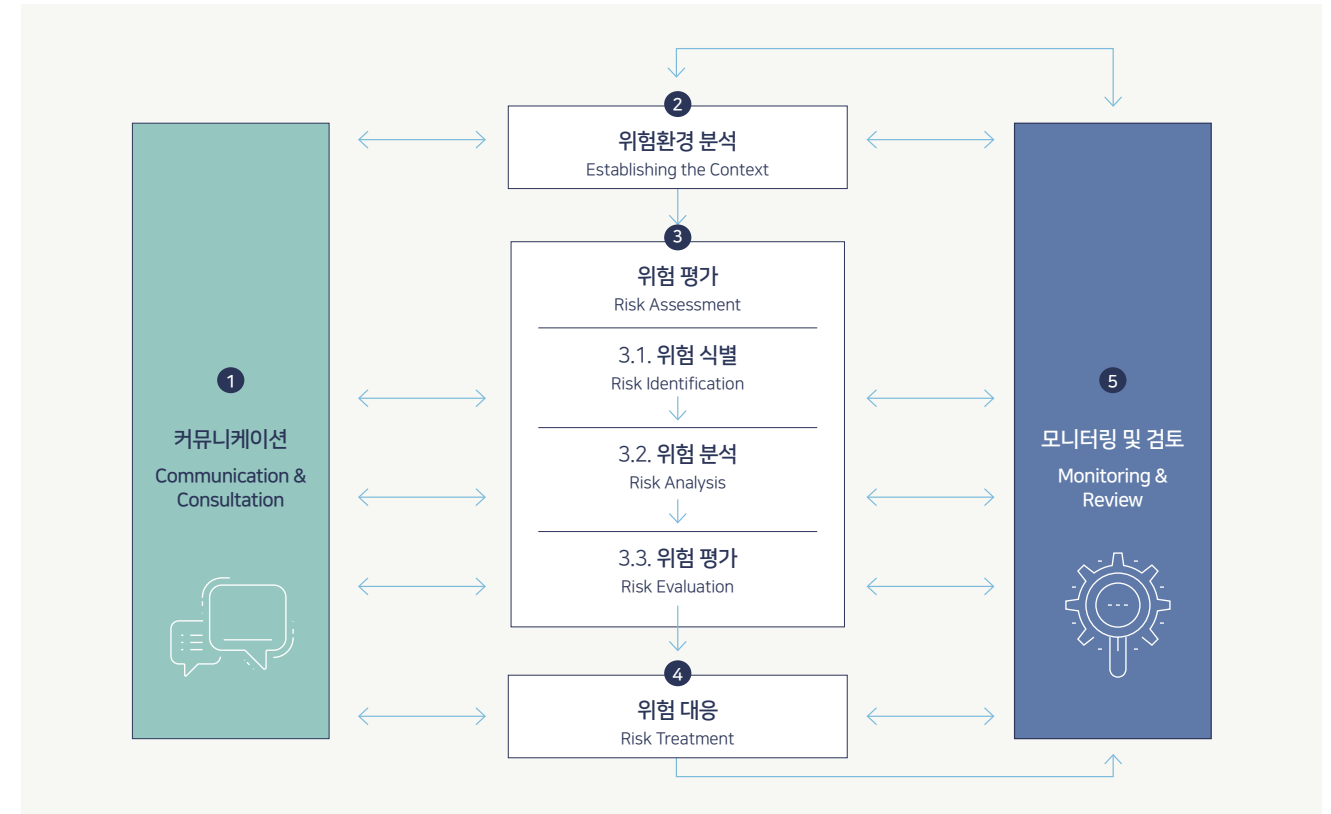 1
커뮤니케이션
Communication &
Consultation
2
위험환경 분석
Establishing the Context
3
위험 평가
Risk Assessment
3.1. 위험 식별
Risk Identification
3.2. 위험 분석
Risk Analysis
3.3. 위험 평가
Risk Evaluation
4
위험 대응
Risk Treatment
5
모니터링 및 검토
Monitoring &
Review